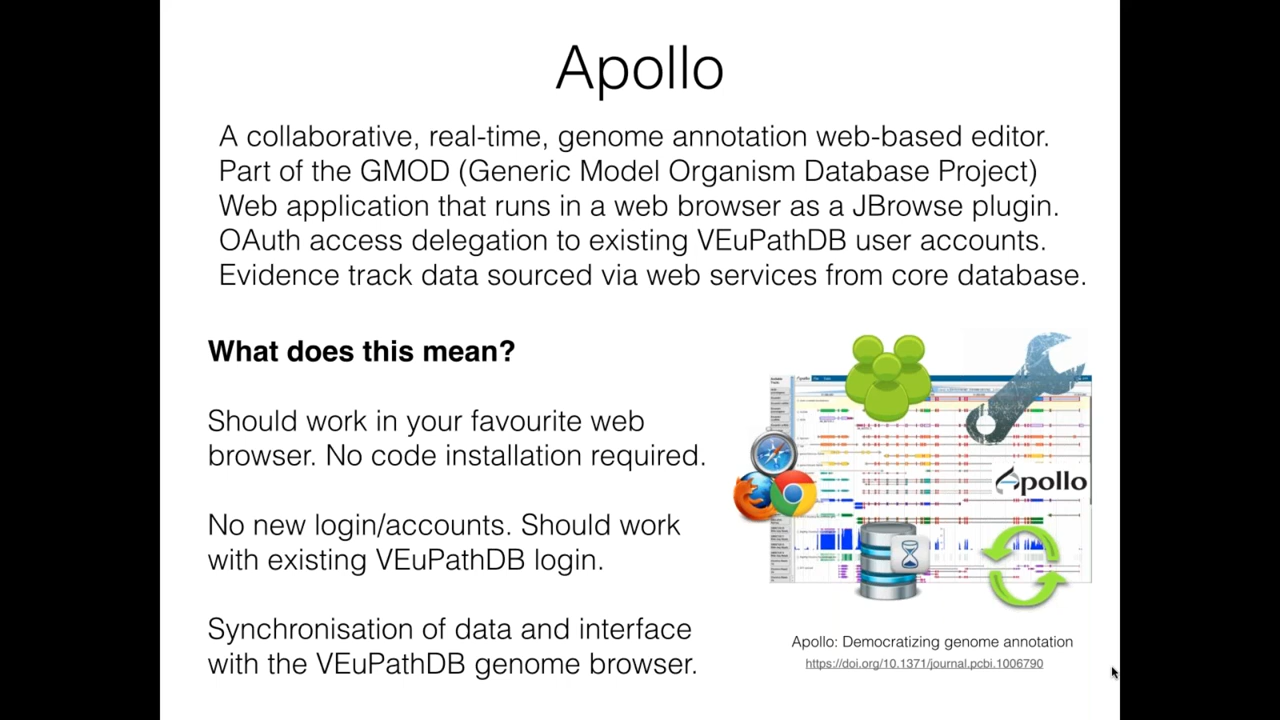 Apollo
A collaborative, real-time, genome annotation web-based editor.
Part of the GMOD (Generic Model Organism Database Project)
Web application that runs in a web browser as a JBrowse plugin.
OAuth access delegation to existing VEuPathDB user accounts.
Evidence track data sourced via web services from core database.
What does this mean?
Should work in your favourite web
browser. No code installation required.
No new login/accounts. Should work
with existing VEuPathDB login.
Synchronisation of data and interface
with the VEuPathDB genome browser.
Apollo
Apollo: Democratizing genome annotation
https://doi.org/10.1371/journal.pcbi.1006790